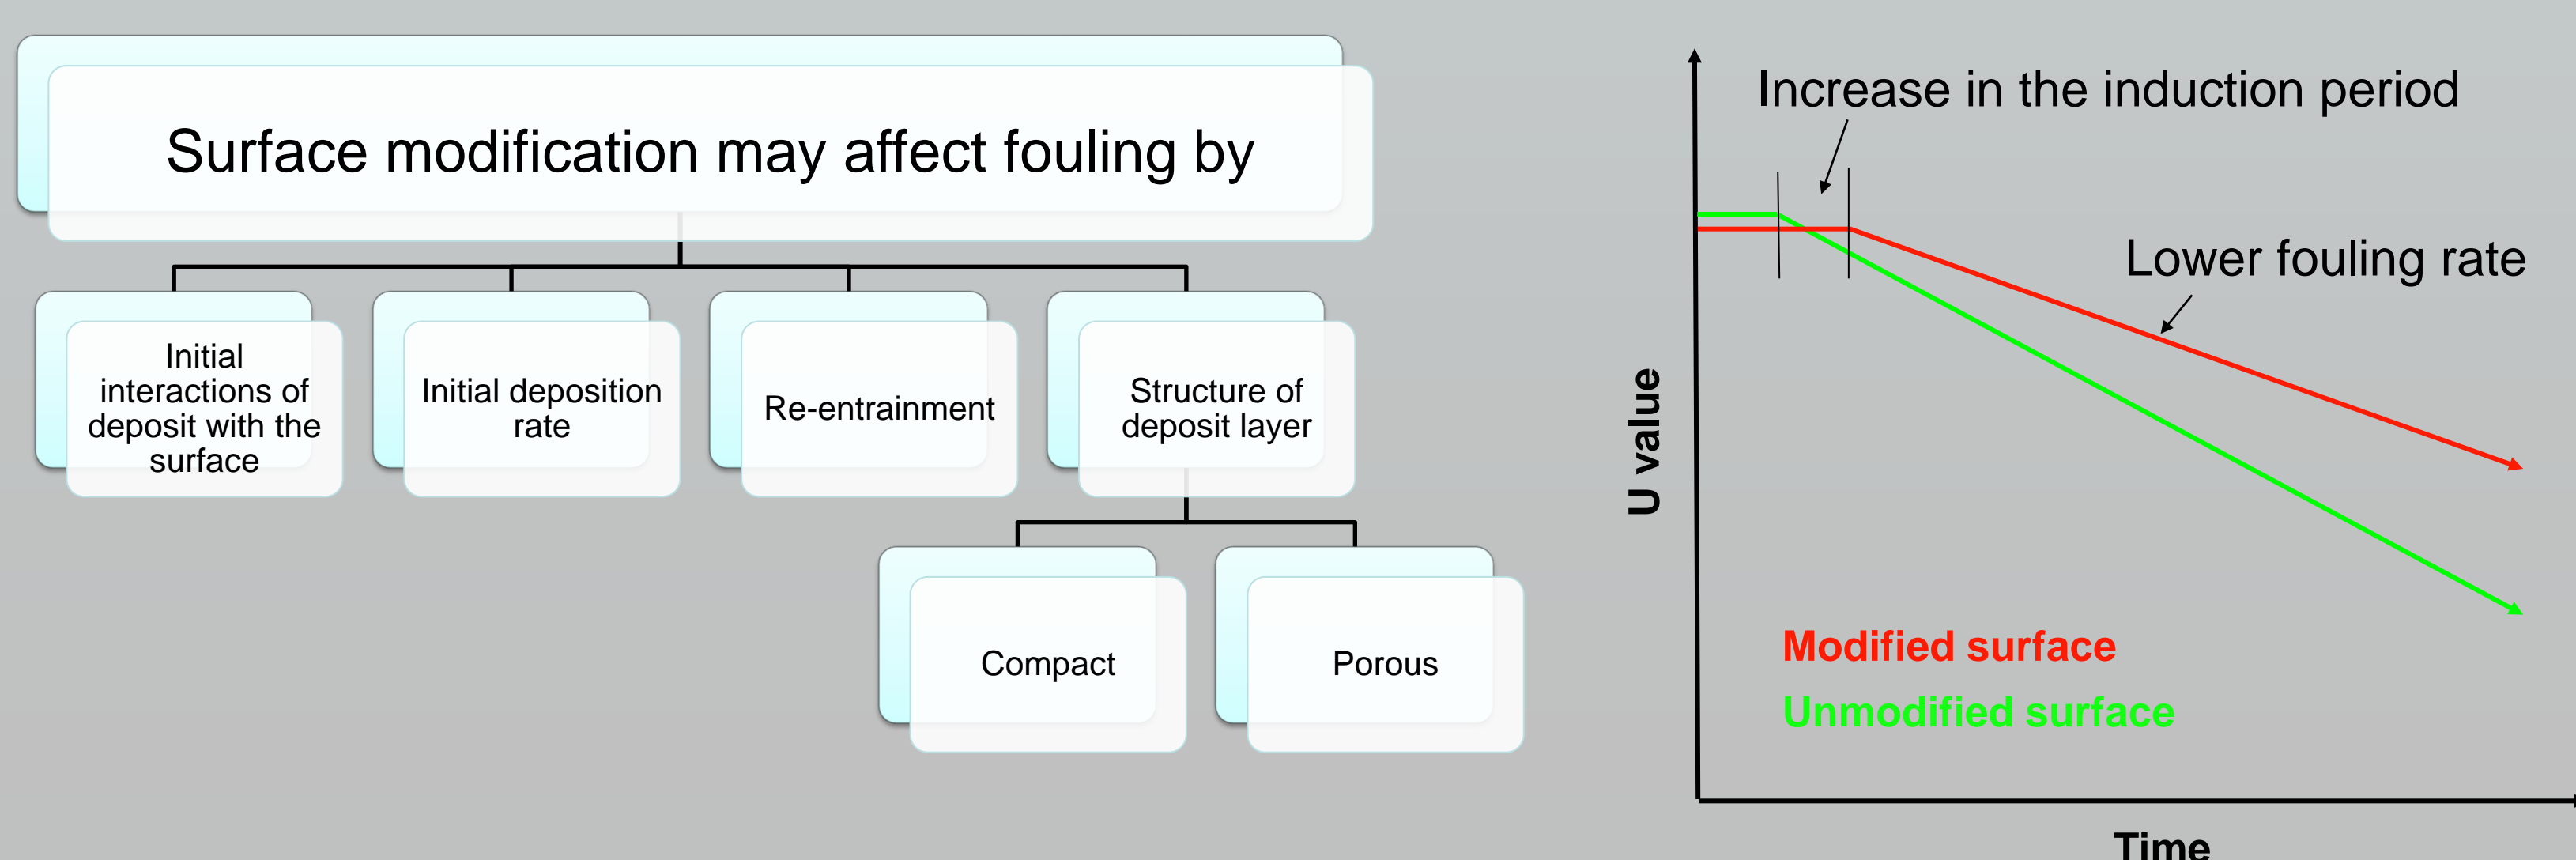 Surface modification may affect fouling by
Initial
interactions of
deposit with the
surface
Initial deposition
rate
Re-entrainment
Structure of
deposit layer
Compact
Porous
Increase in the induction period
Lower fouling rate
U value
Modified surface
Unmodified surface
Time